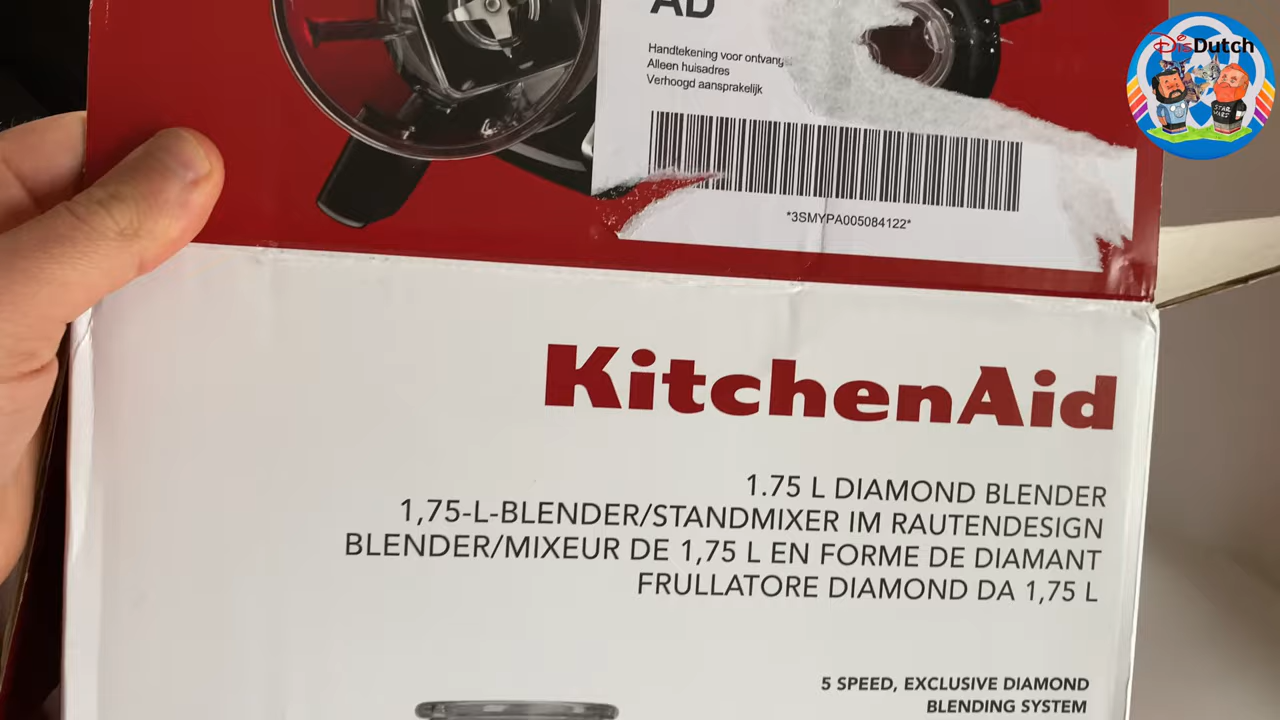 AD
Handtekening voor ontvangst
Alleen huisadres
Verhoogd aansprakelijk
*3SMYPA005084122*
DisDutch
STAR WARS
KitchenAid
1.75 L DIAMOND BLENDER
1,75-L-BLENDER/STANDMIXER IM RAUTENDESIGN
BLENDER/MIXEUR DE 1,75 L EN FORME DE DIAMANT
FRULLATORE DIAMOND DA 1,75 L
5 SPEED, EXCLUSIVE DIAMOND
BLENDING SYSTEM